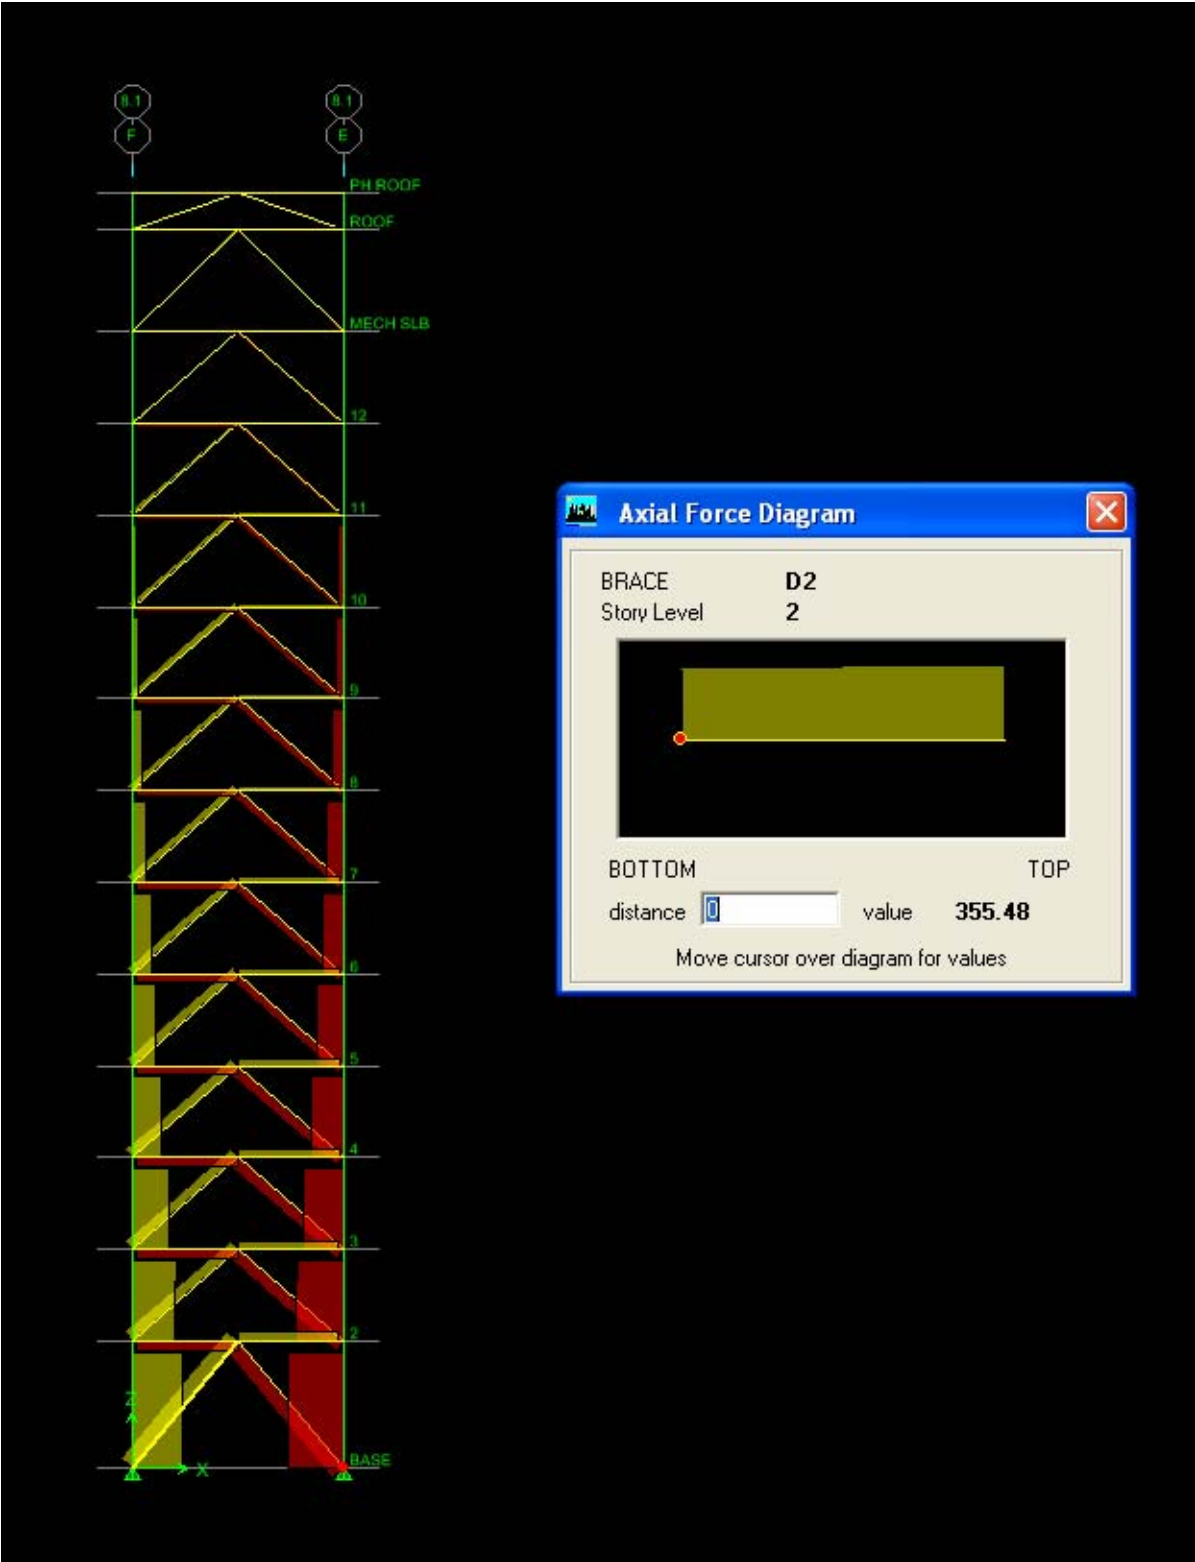 8.1 8.1
F E
PH ROOF
ROOF
MECH SLB
12
11
10
9
8
7
6
5
4
3
2
Z
X
BASE
Axial Force Diagram
BRACE D2
Story Level 2
BOTTOM TOP
distance 0 value 355.48
Move cursor over diagram for values